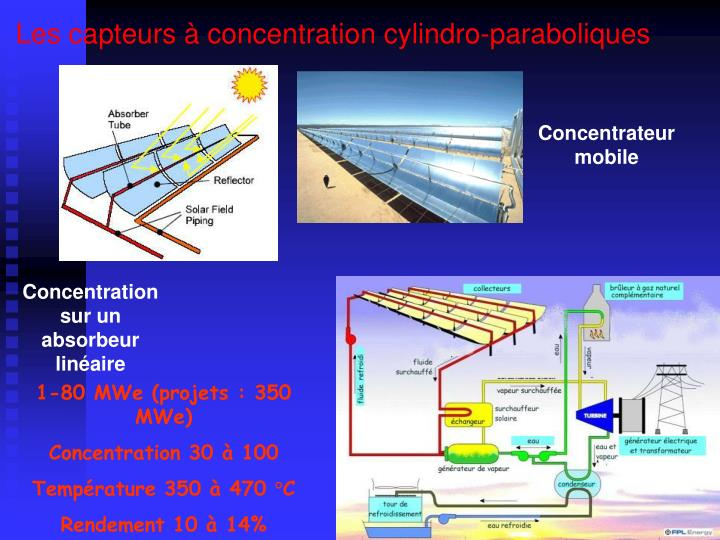 Les capteurs à concentration cylindro-paraboliques
Absorber
Tube
Reflector
Solar Field
Piping
Concentrateur
mobile
Concentration
sur un
absorbeur
linéaire
1-80 MWe (projets : 350
MWe)
Concentration 30 à 100
Température 350 à 470 °C
Rendement 10 à 14%
collecteurs
brûleur à gaz naturel
complémentaire
fluide refroidi
fluide
surchauffé
eau
vapeur
vapeur surchauffée
surchauffeur
solaire
échangeur
TURBINE
eau
eau et
vapeur
générateur électrique
et transformateur
générateur de vapeur
condenseur
tour de
refroidissement
eau refroidie
FPL Energy